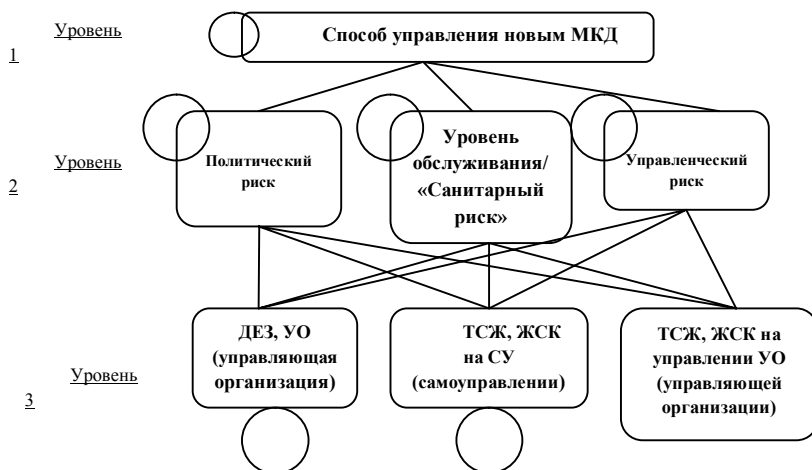 Уровень
1
Способ управления новым МКД
Уровень
2
Политический
риск
Уровень
обслуживания/
«Санитарный
риск»
Управленческий
риск
Уровень
3
ДЕЗ, УО
(управляющая
организация)
ТСЖ, ЖСК
на СУ
(самоуправлении)
ТСЖ, ЖСК на
управлении УО
(управляющей
организации)